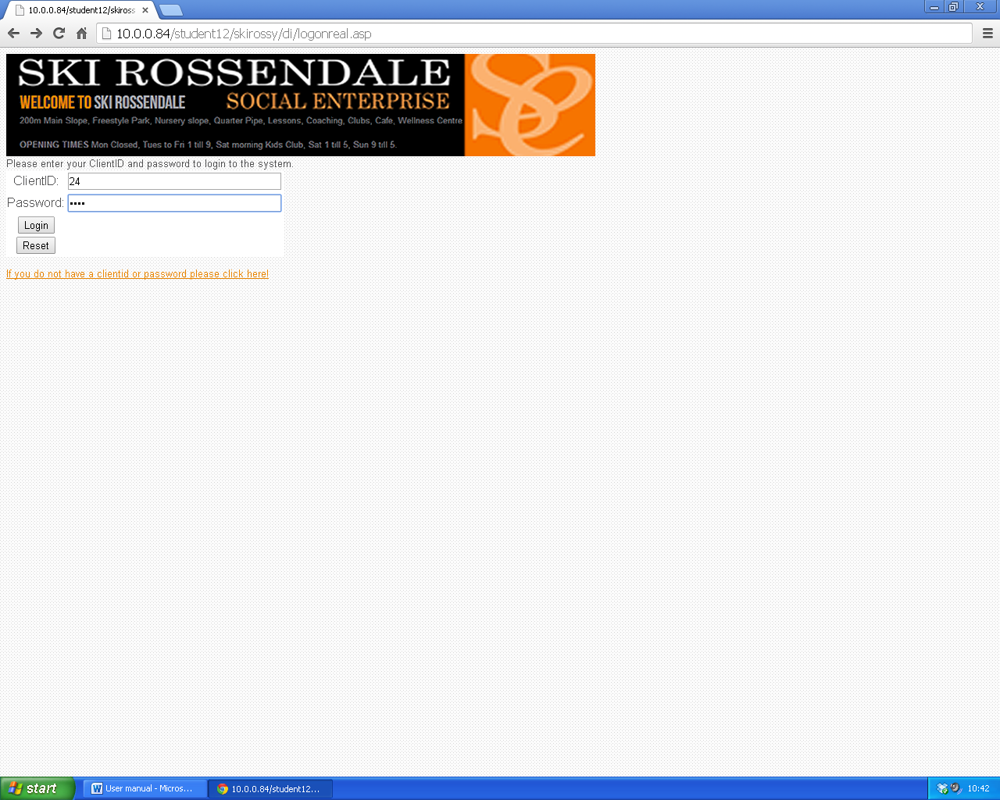 10.0.0.84/student12/skiross
10.0.0.84/student12/skirossy/di/logonreal.asp
SKI ROSSENDALE
WELCOME TO SKI ROSSENDALE SOCIAL ENTERPRISE
200m Main Slope, Freestyle Park, Nursery slope, Quarter Pipe, Lessons, Coaching, Clubs, Cafe, Wellness Centre
OPENING TIMES Mon Closed, Tues to Fri 1 till 9, Sat morning Kids Club, Sat 1 till 5, Sun 9 till 5.
se
Please enter your ClientID and password to login to the system.
ClientID: 24
Password: ••••
Login
Reset
If you do not have a clientid or password please click here!
start User manual - Micros... 10.0.0.84/student12... 10:42